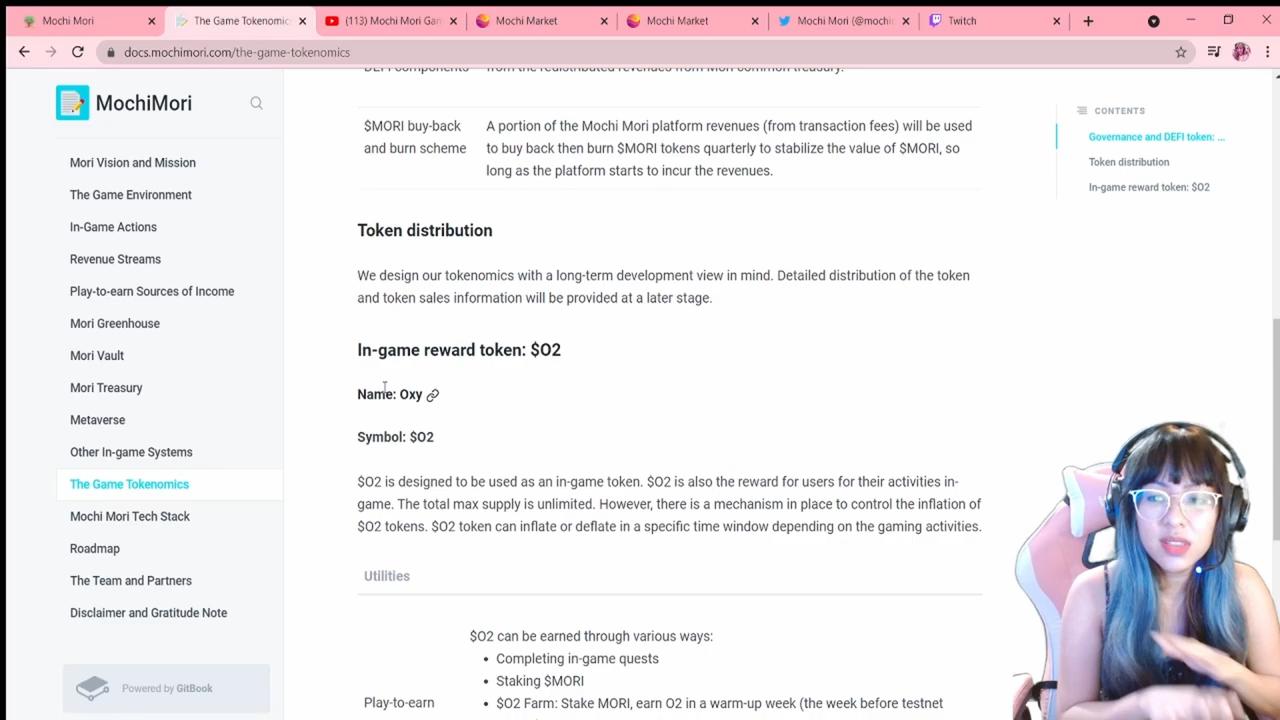 Mochi Mori
The Game Tokenomic
(113) Mochi Mori Gan
Mochi Market
Mochi Market
Mochi Mori (@mochi
Twitch
docs.mochimori.com/the-game-tokenomics
MochiMori
Mori Vision and Mission
The Game Environment
In-Game Actions
Revenue Streams
Play-to-earn Sources of Income
Mori Greenhouse
Mori Vault
Mori Treasury
Metaverse
Other In-game Systems
The Game Tokenomics
Mochi Mori Tech Stack
Roadmap
The Team and Partners
Disclaimer and Gratitude Note
Powered by GitBook
DEFI components from the redistributed revenues from Mori common treasury.
$MORI buy-back
and burn scheme
A portion of the Mochi Mori platform revenues (from transaction fees) will be used
to buy back then burn $MORI tokens quarterly to stabilize the value of $MORI, so
long as the platform starts to incur the revenues.
Token distribution
We design our tokenomics with a long-term development view in mind. Detailed distribution of the token
and token sales information will be provided at a later stage.
In-game reward token: $O2
Name: Oxy
Symbol: $O2
$O2 is designed to be used as an in-game token. $O2 is also the reward for users for their activities in-
game. The total max supply is unlimited. However, there is a mechanism in place to control the inflation of
$O2 tokens. $O2 token can inflate or deflate in a specific time window depending on the gaming activities.
Utilities
Play-to-earn
$O2 can be earned through various ways:
• Completing in-game quests
• Staking $MORI
• $O2 Farm: Stake MORI, earn O2 in a warm-up week (the week before testnet
CONTENTS
Governance and DEFI token: ...
Token distribution
In-game reward token: $O2